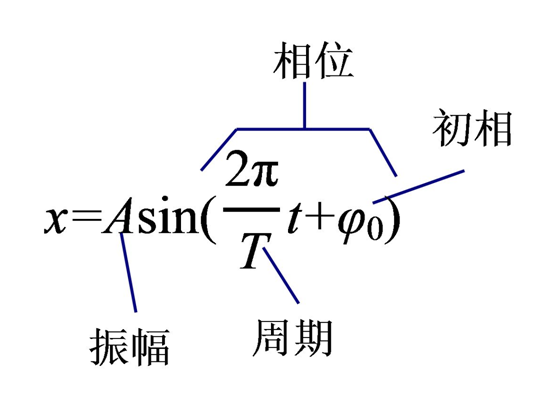 相位
初相
x=Asin(2π/T t+φ₀)
振幅
周期